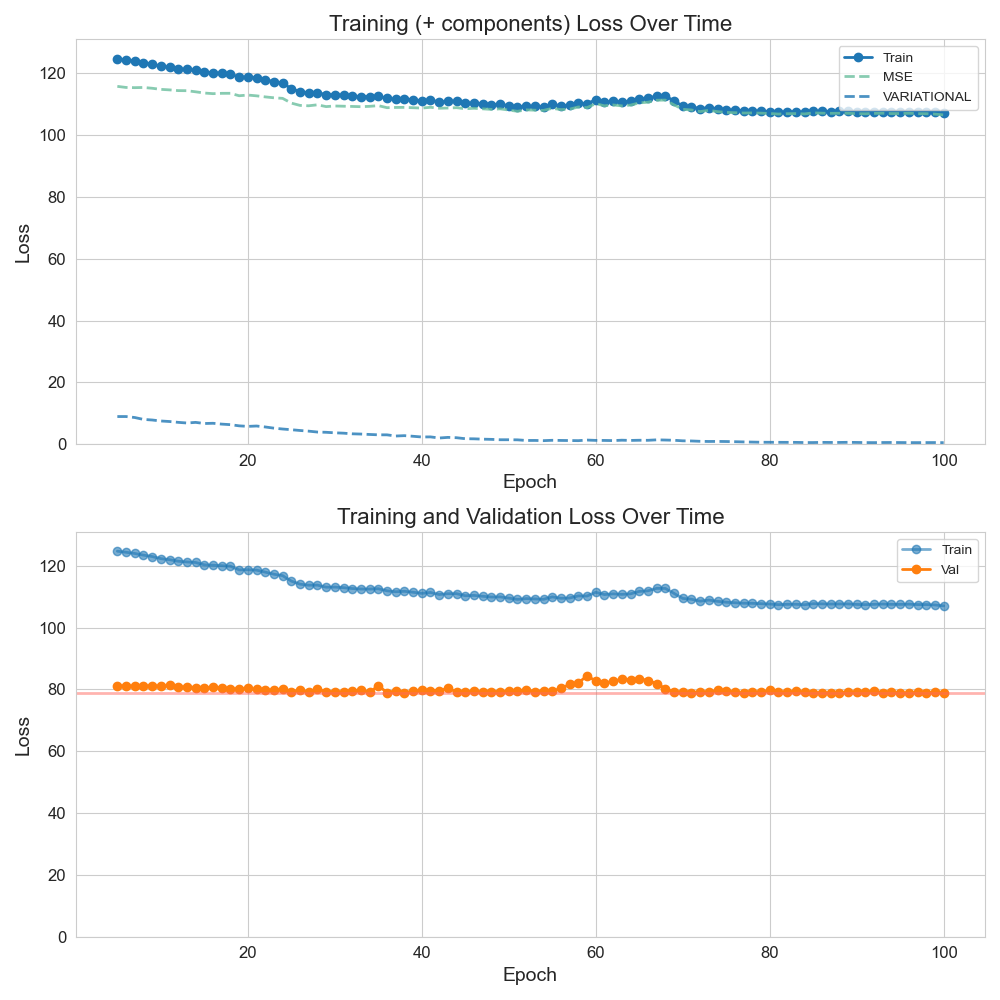 Training (+ components) Loss Over Time
Train
MSE
VARIATIONAL
120
100
80
60
40
20
0
Loss
20 40 60 80 100
Epoch
Training and Validation Loss Over Time
Train
Val
120
100
80
60
40
20
0
Loss
20 40 60 80 100
Epoch